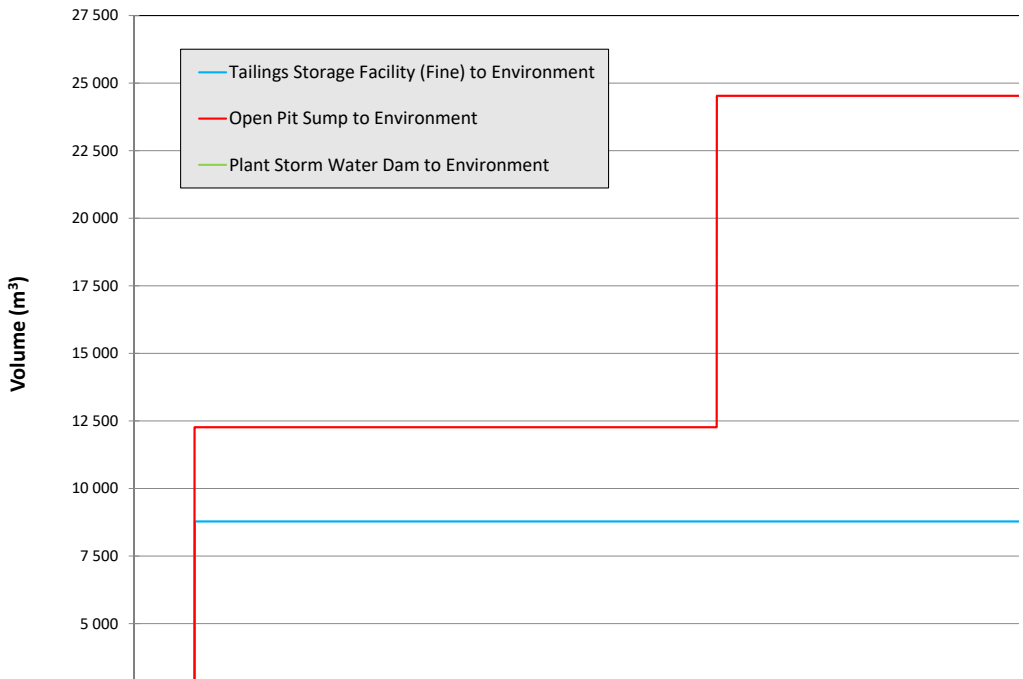 27 500
25 000
22 500
20 000
17 500
15 000
12 500
10 000
7 500
5 000
Volume (m³)
Tailings Storage Facility (Fine) to Environment
Open Pit Sump to Environment
Plant Storm Water Dam to Environment